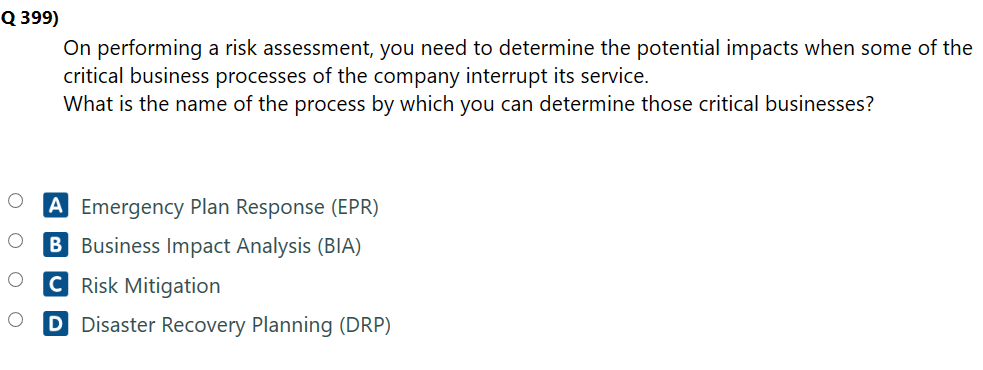 Q 399)
On performing a risk assessment, you need to determine the potential impacts when some of the
critical business processes of the company interrupt its service.
What is the name of the process by which you can determine those critical businesses?
A Emergency Plan Response (EPR)
B Business Impact Analysis (BIA)
C Risk Mitigation
D Disaster Recovery Planning (DRP)